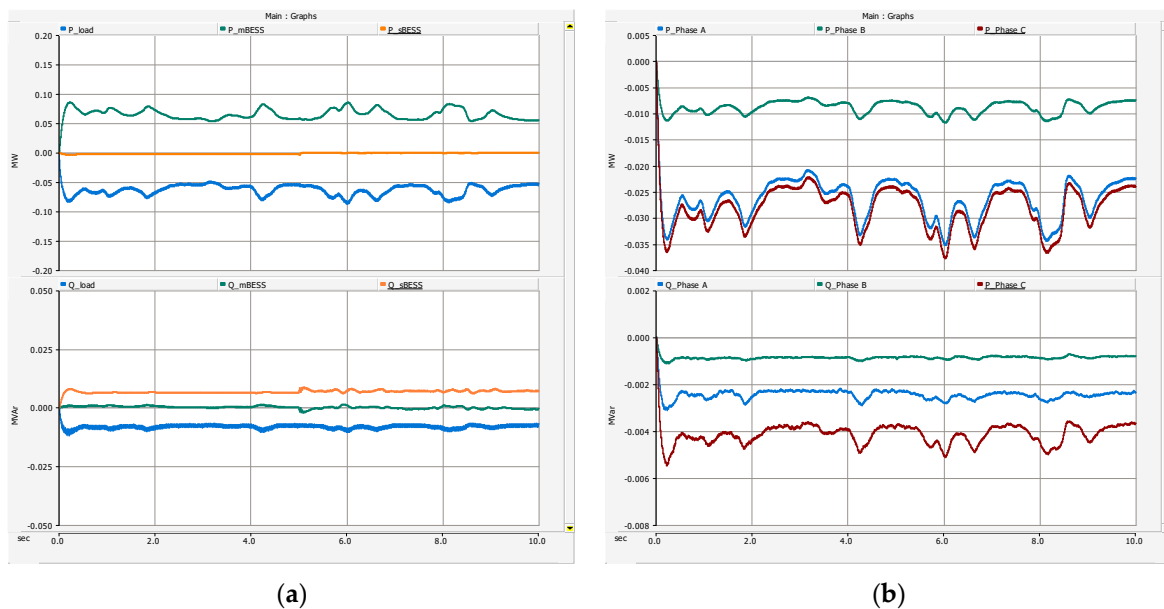 Main : Graphs
P_load P_mBESS P_sBESS
0.20
0.15
0.10
0.05
0.00
-0.05
-0.10
-0.15
-0.20
MW
Q_load Q_mBESS Q_sBESS
0.050
0.025
0.000
-0.025
-0.050
MVAr
sec 0.0 2.0 4.0 6.0 8.0 10.0
(a)
Main : Graphs
P_Phase A P_Phase B P_Phase C
0.005
0.000
-0.005
-0.010
-0.015
-0.020
-0.025
-0.030
-0.035
-0.040
MW
Q_Phase A Q_Phase B P_Phase C
0.002
0.000
-0.002
-0.004
-0.006
-0.008
MVar
sec 0.0 2.0 4.0 6.0 8.0 10.0
(b)